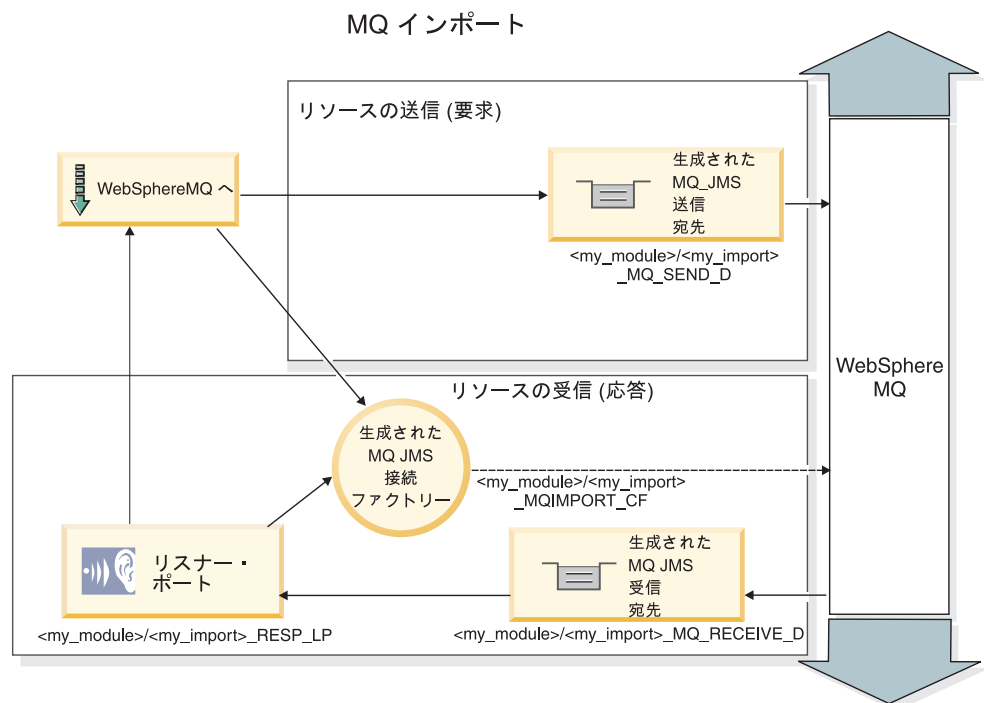 MQ インポート
リソースの送信 (要求)
WebSphereMQ へ
生成された
MQ_JMS
送信
宛先
<my_module>/<my_import>
_MQ_SEND_D
WebSphere
MQ
リソースの受信 (応答)
生成された
MQ JMS
接続
ファクトリー
<my_module>/<my_import>
_MQIMPORT_CF
リスナー・
ポート
<my_module>/<my_import>_RESP_LP
生成された
MQ JMS
受信
宛先
<my_module>/<my_import>_MQ_RECEIVE_D